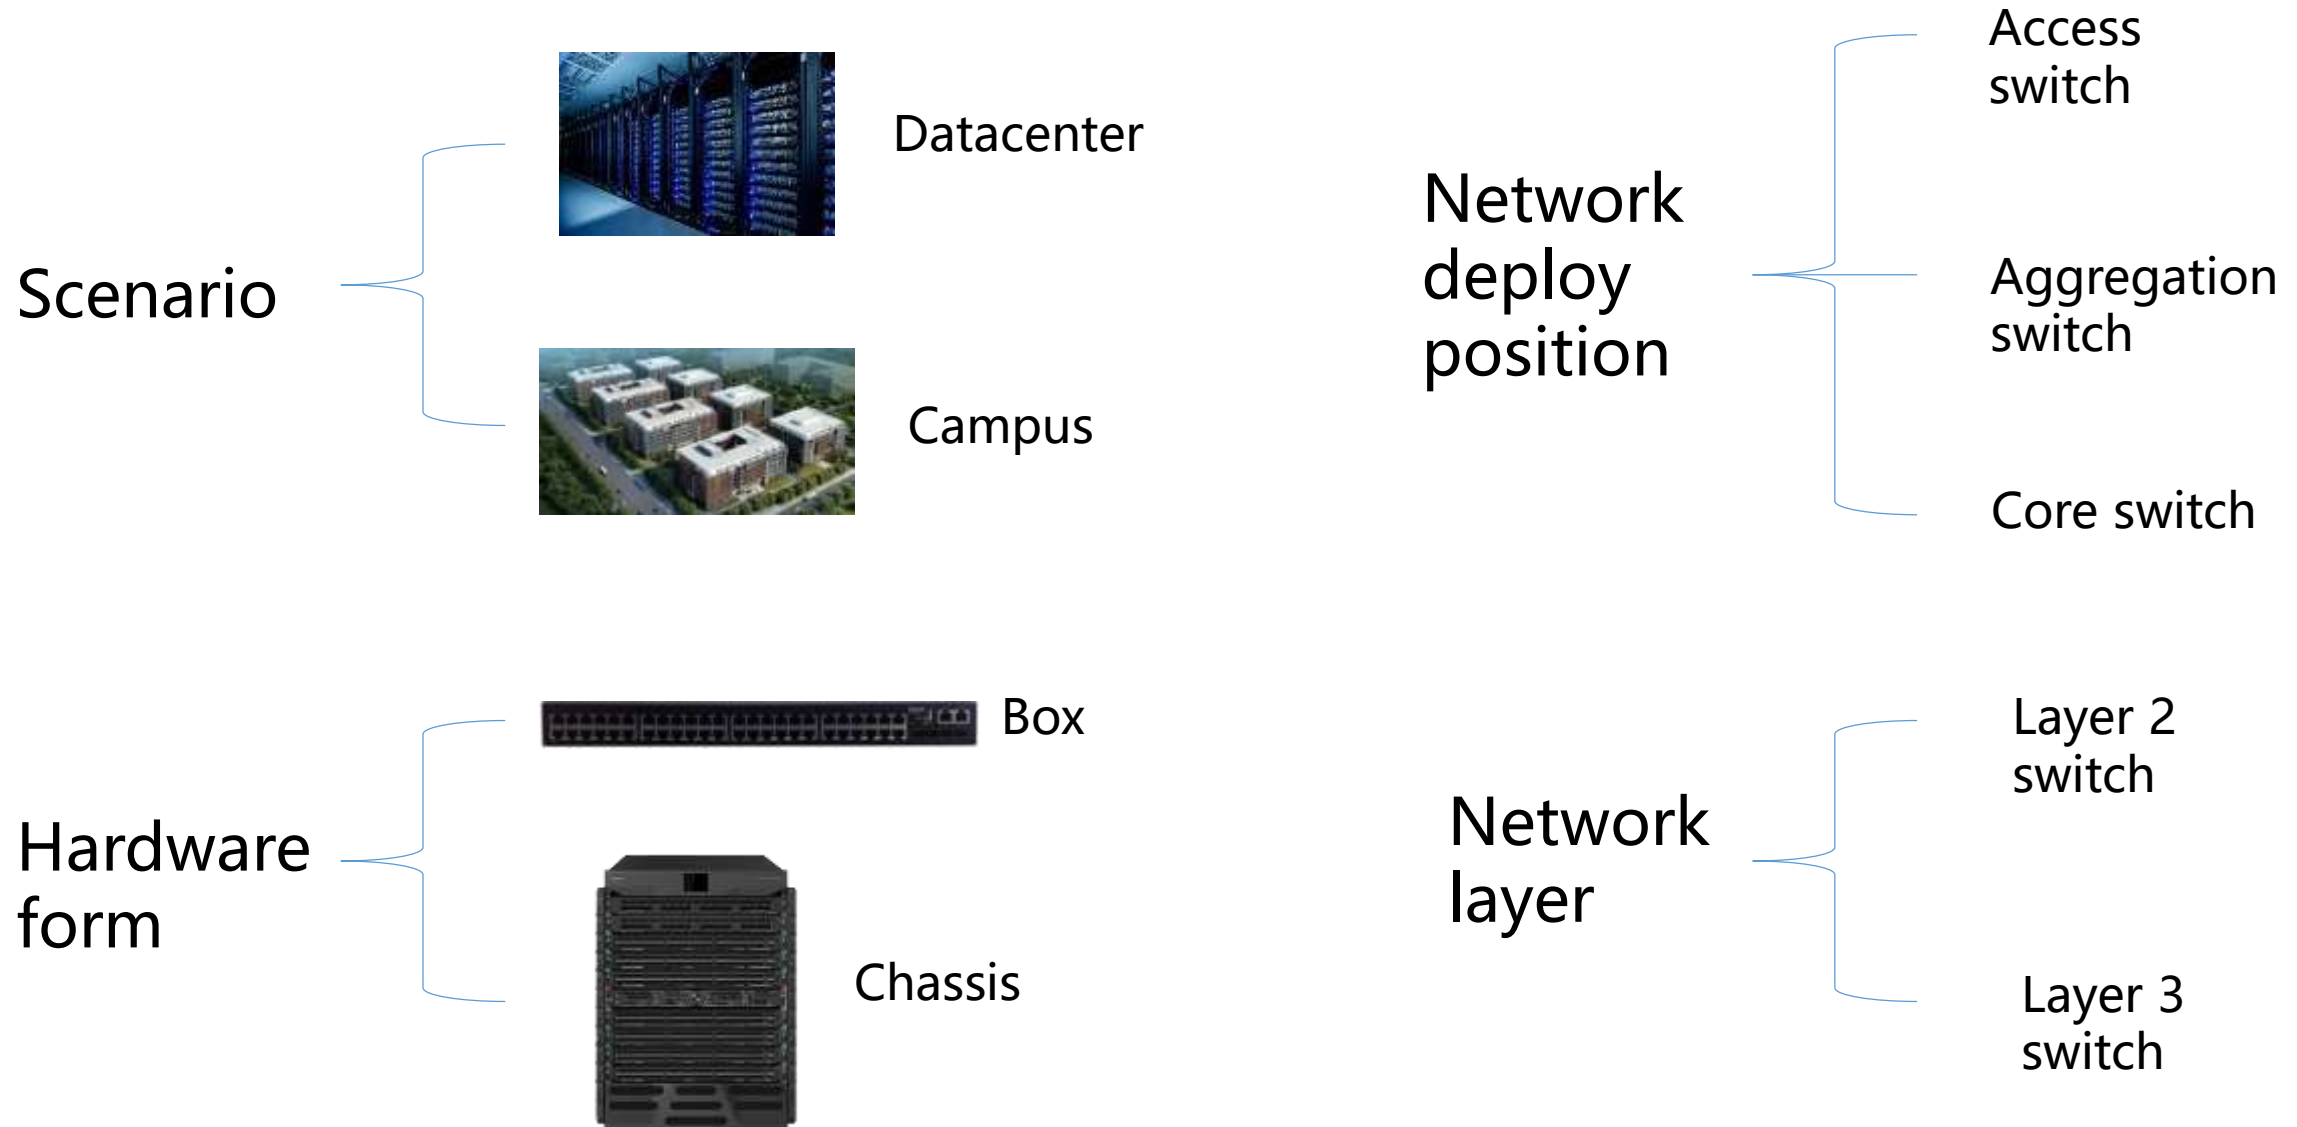 Scenario
Datacenter
Campus
Hardware
form
Box
Chassis
Network
deploy
position
Access
switch
Aggregation
switch
Core switch
Network
layer
Layer 2
switch
Layer 3
switch